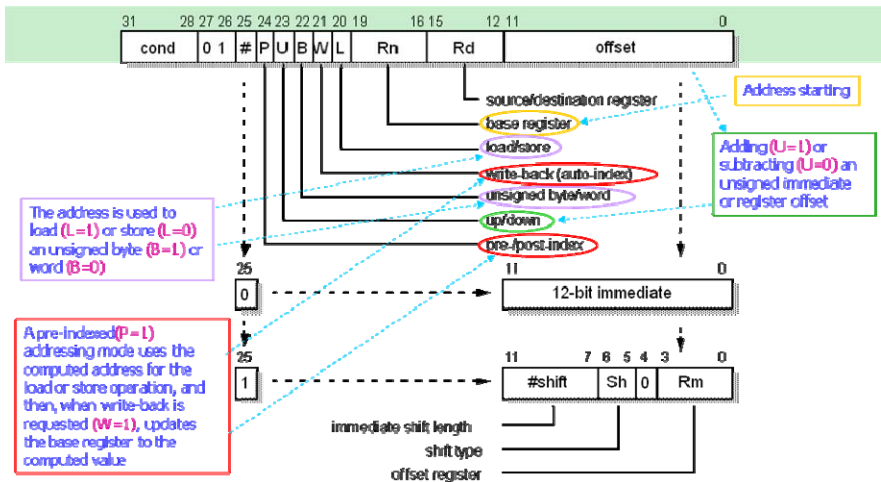 31 28 27 26 25 24 23 22 21 20 19 16 15 12 11 0
cond 0 1 # P U B W L Rn Rd offset
source/destination register
base register
load/store
write-back (auto-index)
unsigned byte/word
up/down
pre-/post-index
Address starting
Adding (U=1) or
subtracting (U=0) an
unsigned immediate
or register offset
The address is used to
load (L=1) or store (L=0)
an unsigned byte (B=1) or
word (B=0)
25
0
11 0
12-bit immediate
A pre-indexed(P=1)
addressing mode uses the
computed address for the
load or store operation, and
then, when write-back is
requested (W=1), updates
the base register to the
computed value
25
1
11 7 6 5 4 3 0
#shift Sh 0 Rm
immediate shift length
shift type
offset register